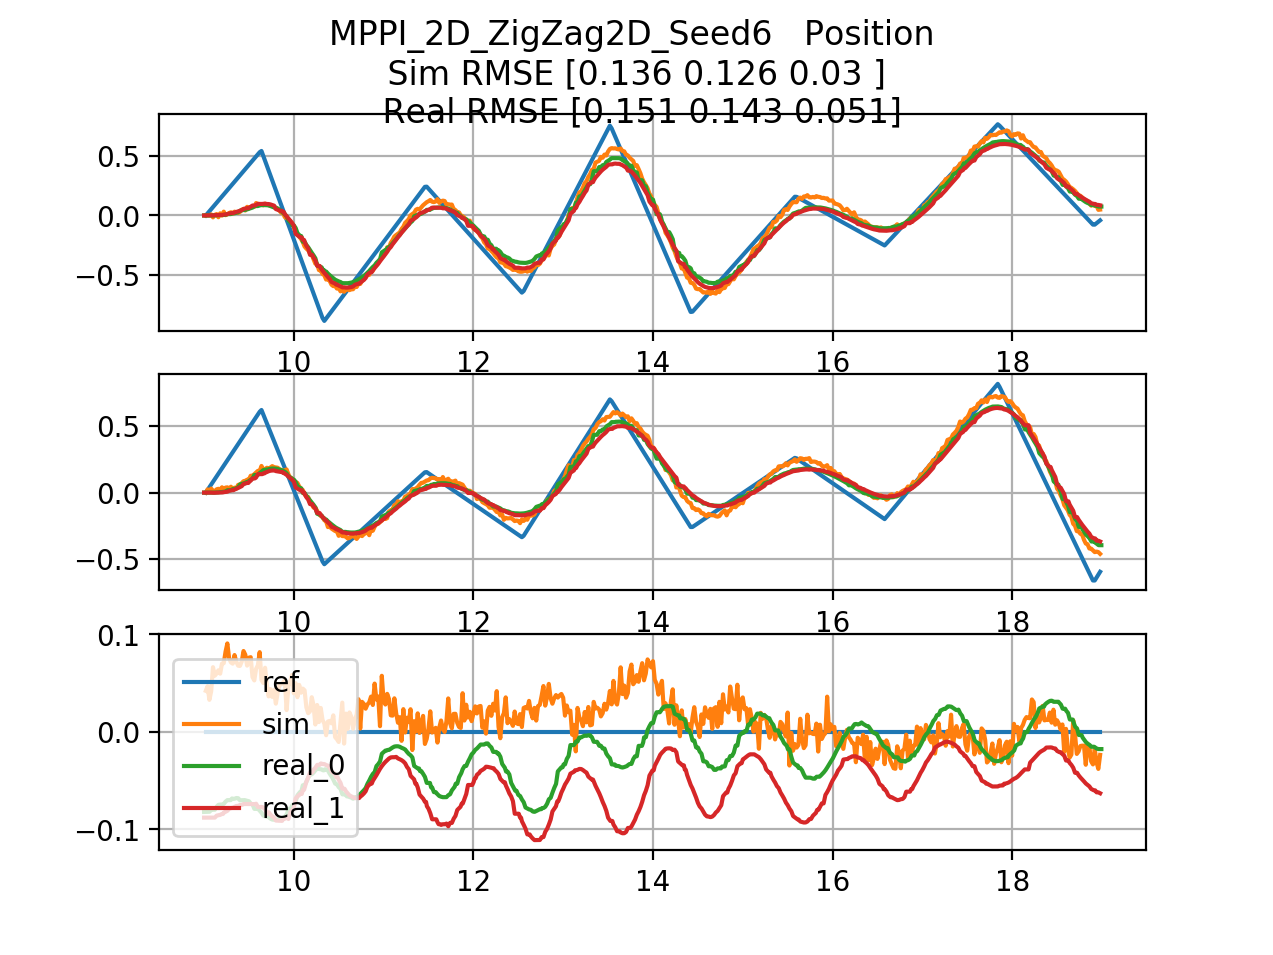 MPPI_2D_ZigZag2D_Seed6   Position
Sim RMSE [0.136 0.126 0.03 ]
Real RMSE [0.151 0.143 0.051]
0.5
0.0
−0.5
10 12 14 16 18
0.5
0.0
−0.5
10 12 14 16 18
0.1
0.0
−0.1
ref
sim
real_0
real_1
10 12 14 16 18